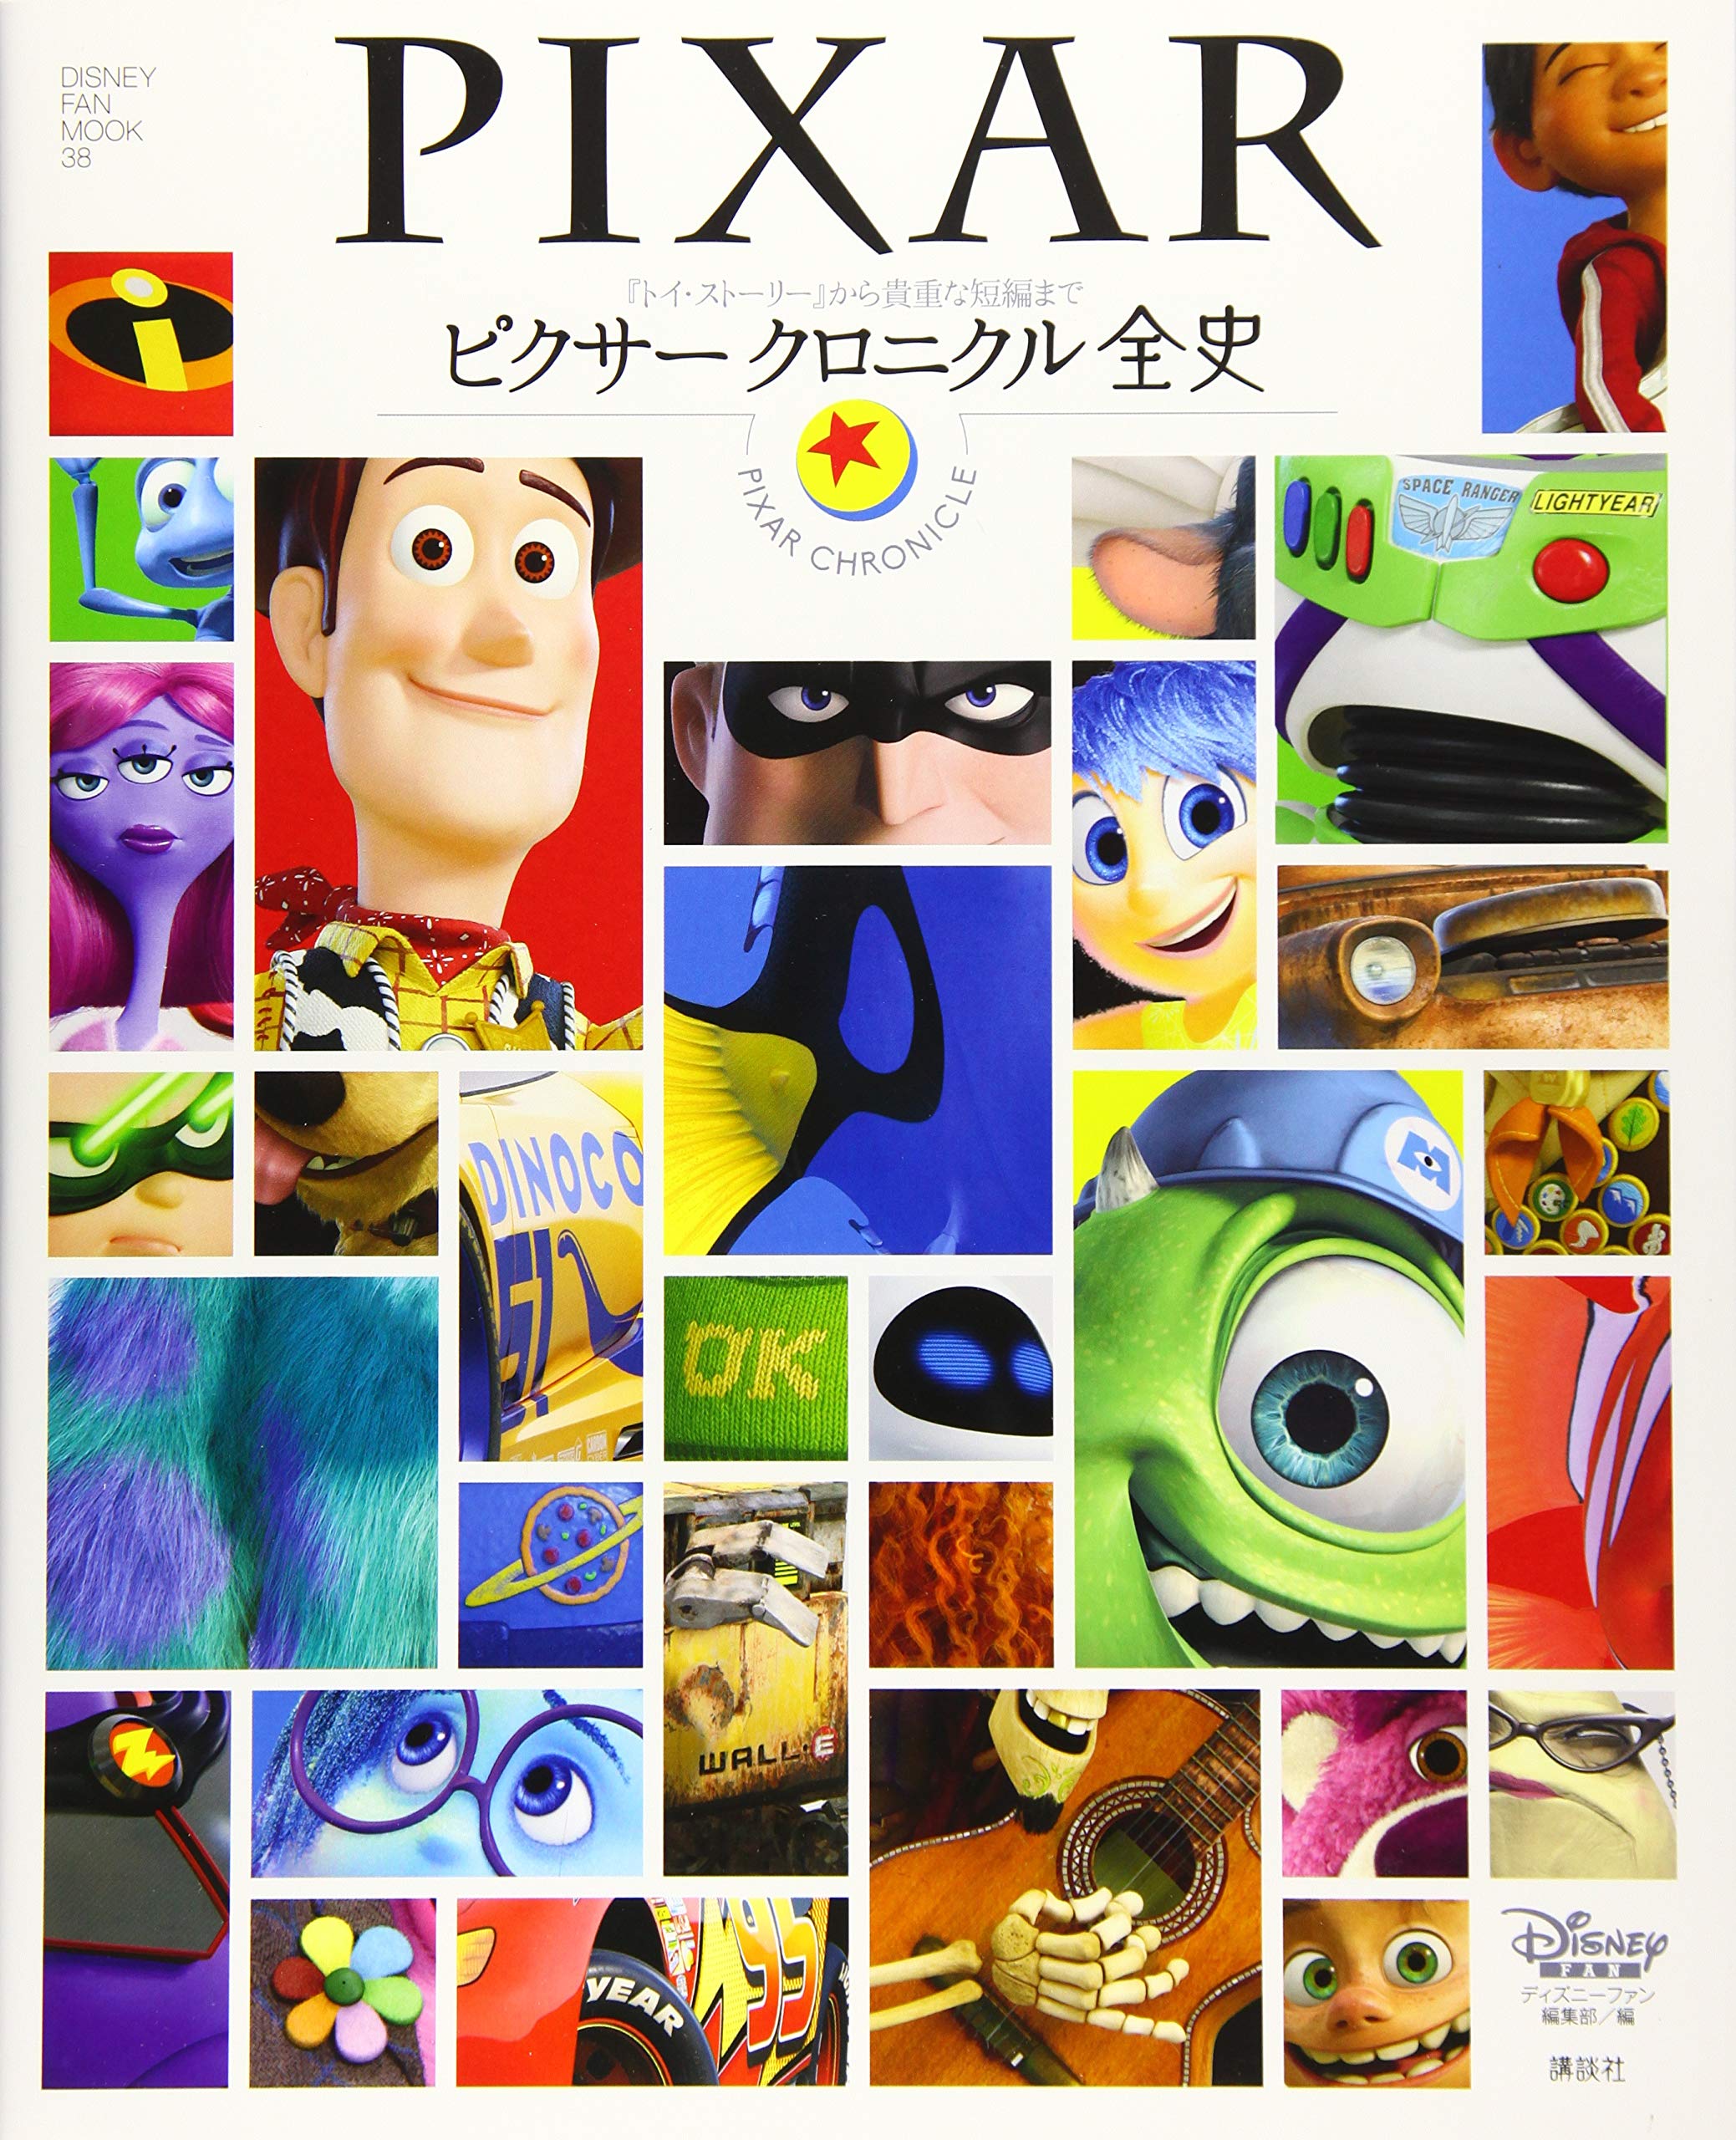 DISNEY
FAN
MOOK
38
PIXAR
『トイ・ストーリー』から貴重な短編まで
ピクサー クロニクル 全史
PIXAR CHRONICLE
SPACE RANGER
LIGHTYEAR
DINOCO
51
OK
WALL·E
YEAR
95
DISNEY
FAN
ディズニーファン
編集部／編
講談社